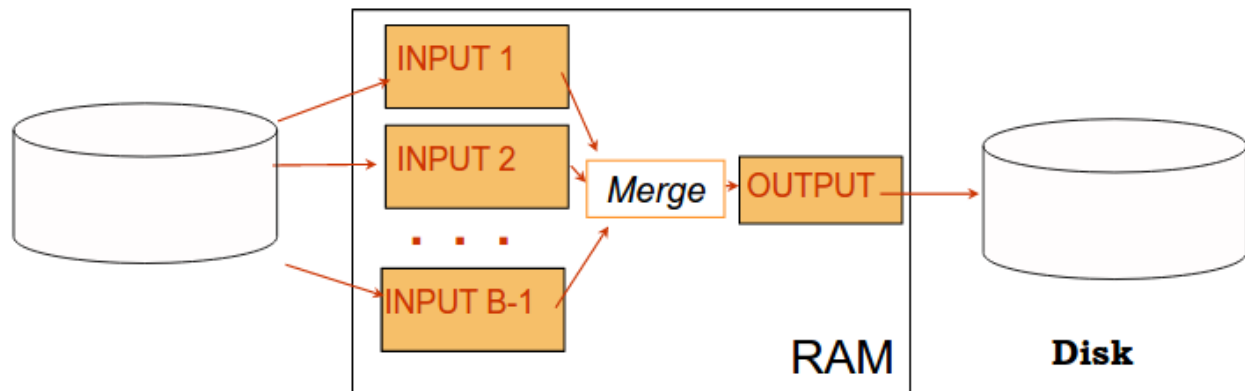 INPUT 1
INPUT 2
. . .
INPUT B-1
Merge
OUTPUT
RAM
Disk